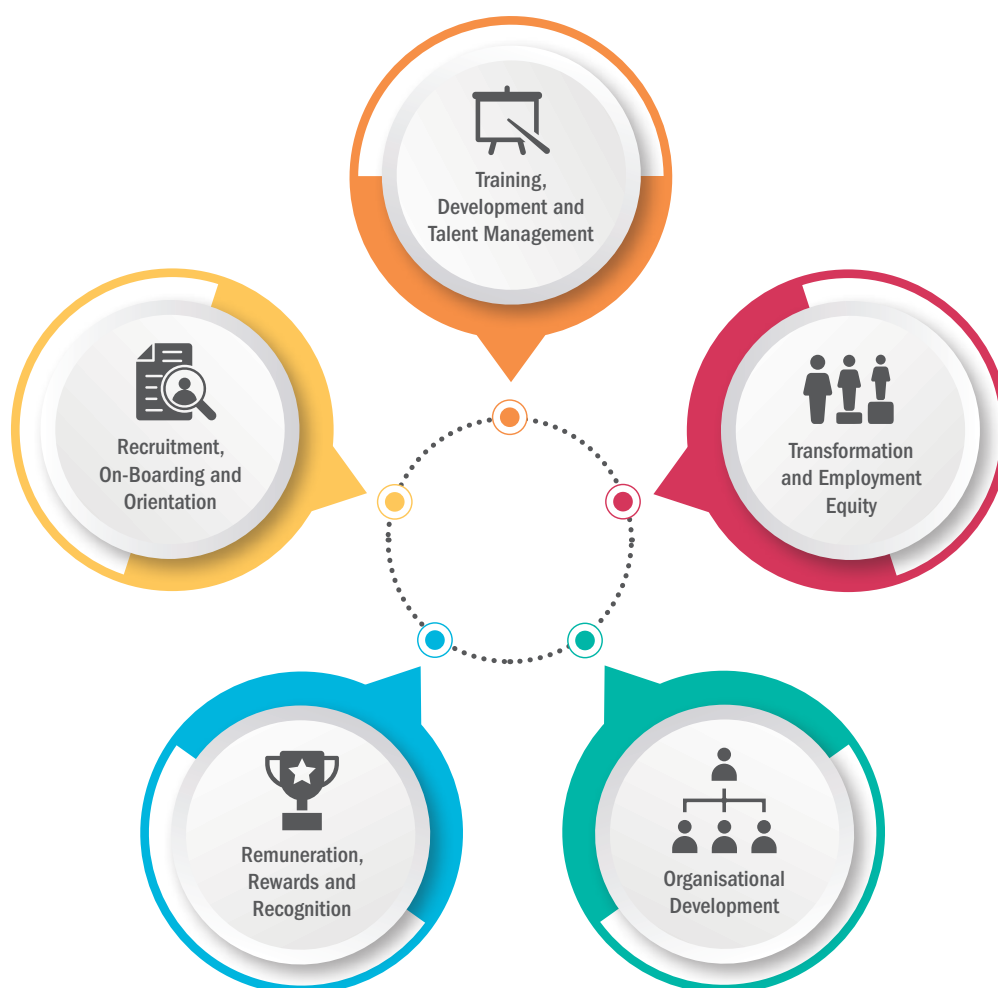 Training,
Development and
Talent Management
Recruitment,
On-Boarding and
Orientation
Transformation
and Employment
Equity
Remuneration,
Rewards and
Recognition
Organisational
Development